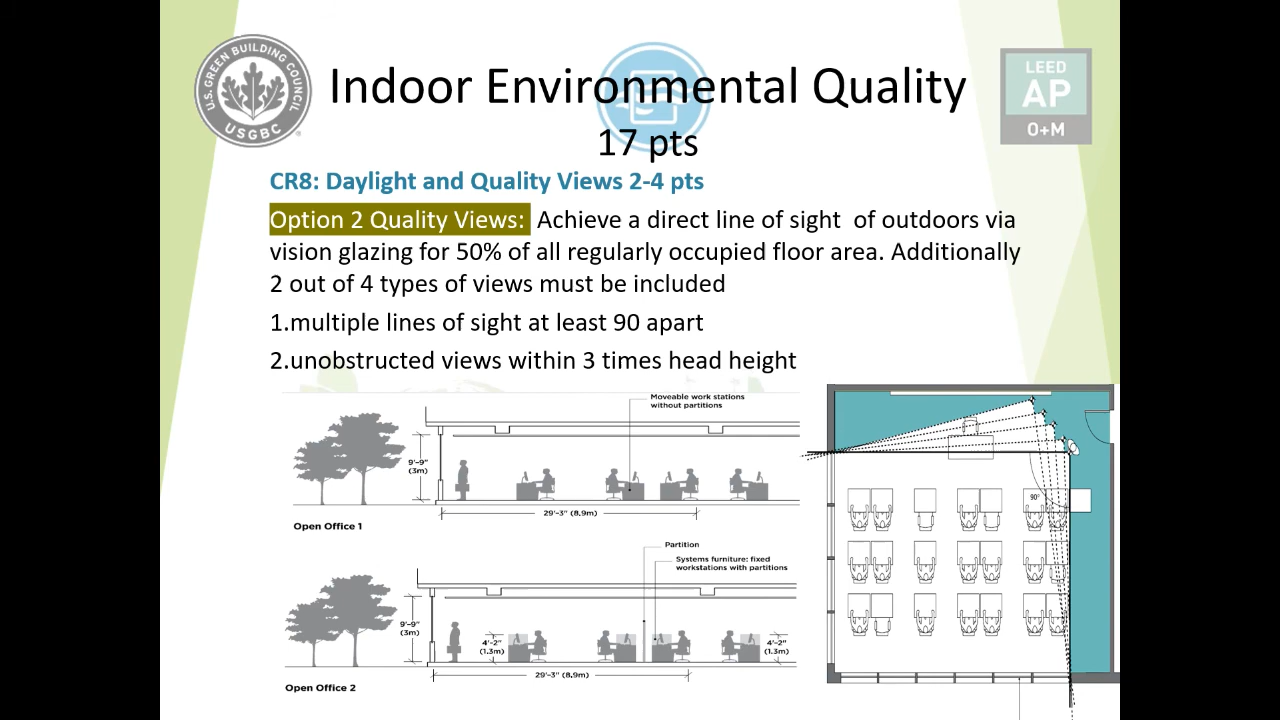 U.S. GREEN BUILDING COUNCIL
USGBC
Indoor Environmental Quality
17 pts
LEED
AP
O+M
CR8: Daylight and Quality Views 2-4 pts
Option 2 Quality Views: Achieve a direct line of sight of outdoors via
vision glazing for 50% of all regularly occupied floor area. Additionally
2 out of 4 types of views must be included
1.multiple lines of sight at least 90 apart
2.unobstructed views within 3 times head height
Moveable work stations
without partitions
9'-9"
(3m)
29'-3" (8.9m)
Open Office 1
Partition
Systems furniture: fixed
workstations with partitions
9'-9"
(3m)
4'-2"
(1.3m)
4'-2"
(1.3m)
29'-3" (8.9m)
Open Office 2
90°